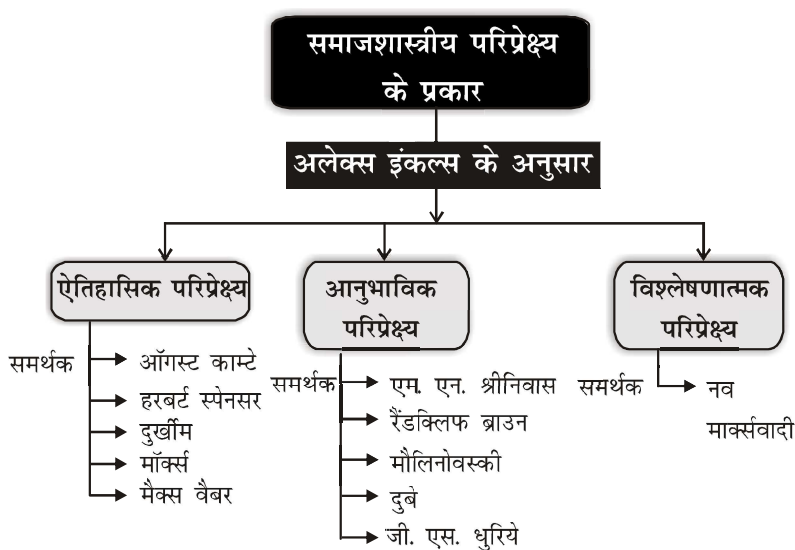 समाजशास्त्रीय परिप्रेक्ष्य
के प्रकार
अलेक्स इंकल्स के अनुसार
ऐतिहासिक परिप्रेक्ष्य
समर्थक
ऑगस्ट काम्टे
हरबर्ट स्पेनसर
दुर्खीम
मॉर्क्स
मैक्स वैबर
आनुभाविक
परिप्रेक्ष्य
समर्थक
एम. एन. श्रीनिवास
रैंडक्लिफ ब्राउन
मौलिनोवस्की
दुबे
जी. एस. धुरिये
विश्लेषणात्मक
परिप्रेक्ष्य
समर्थक
नव
मार्क्सवादी